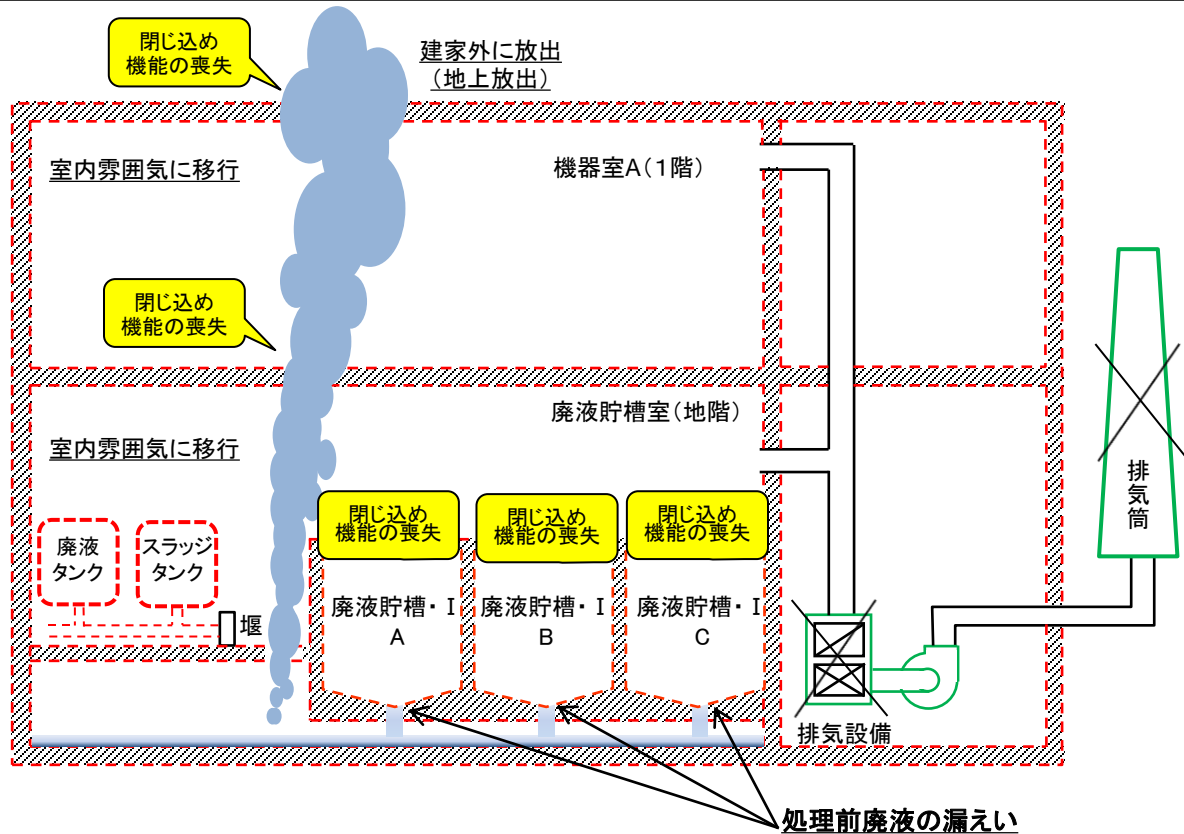 閉じ込め
機能の喪失
建家外に放出
（地上放出）
室内雰囲気に移行
機器室A（1階）
閉じ込め
機能の喪失
廃液貯槽室（地階）
室内雰囲気に移行
排気筒
閉じ込め
機能の喪失
閉じ込め
機能の喪失
閉じ込め
機能の喪失
廃液
タンク
スラッジ
タンク
堰
廃液貯槽・Ⅰ
A
廃液貯槽・Ⅰ
B
廃液貯槽・Ⅰ
C
排気設備
処理前廃液の漏えい